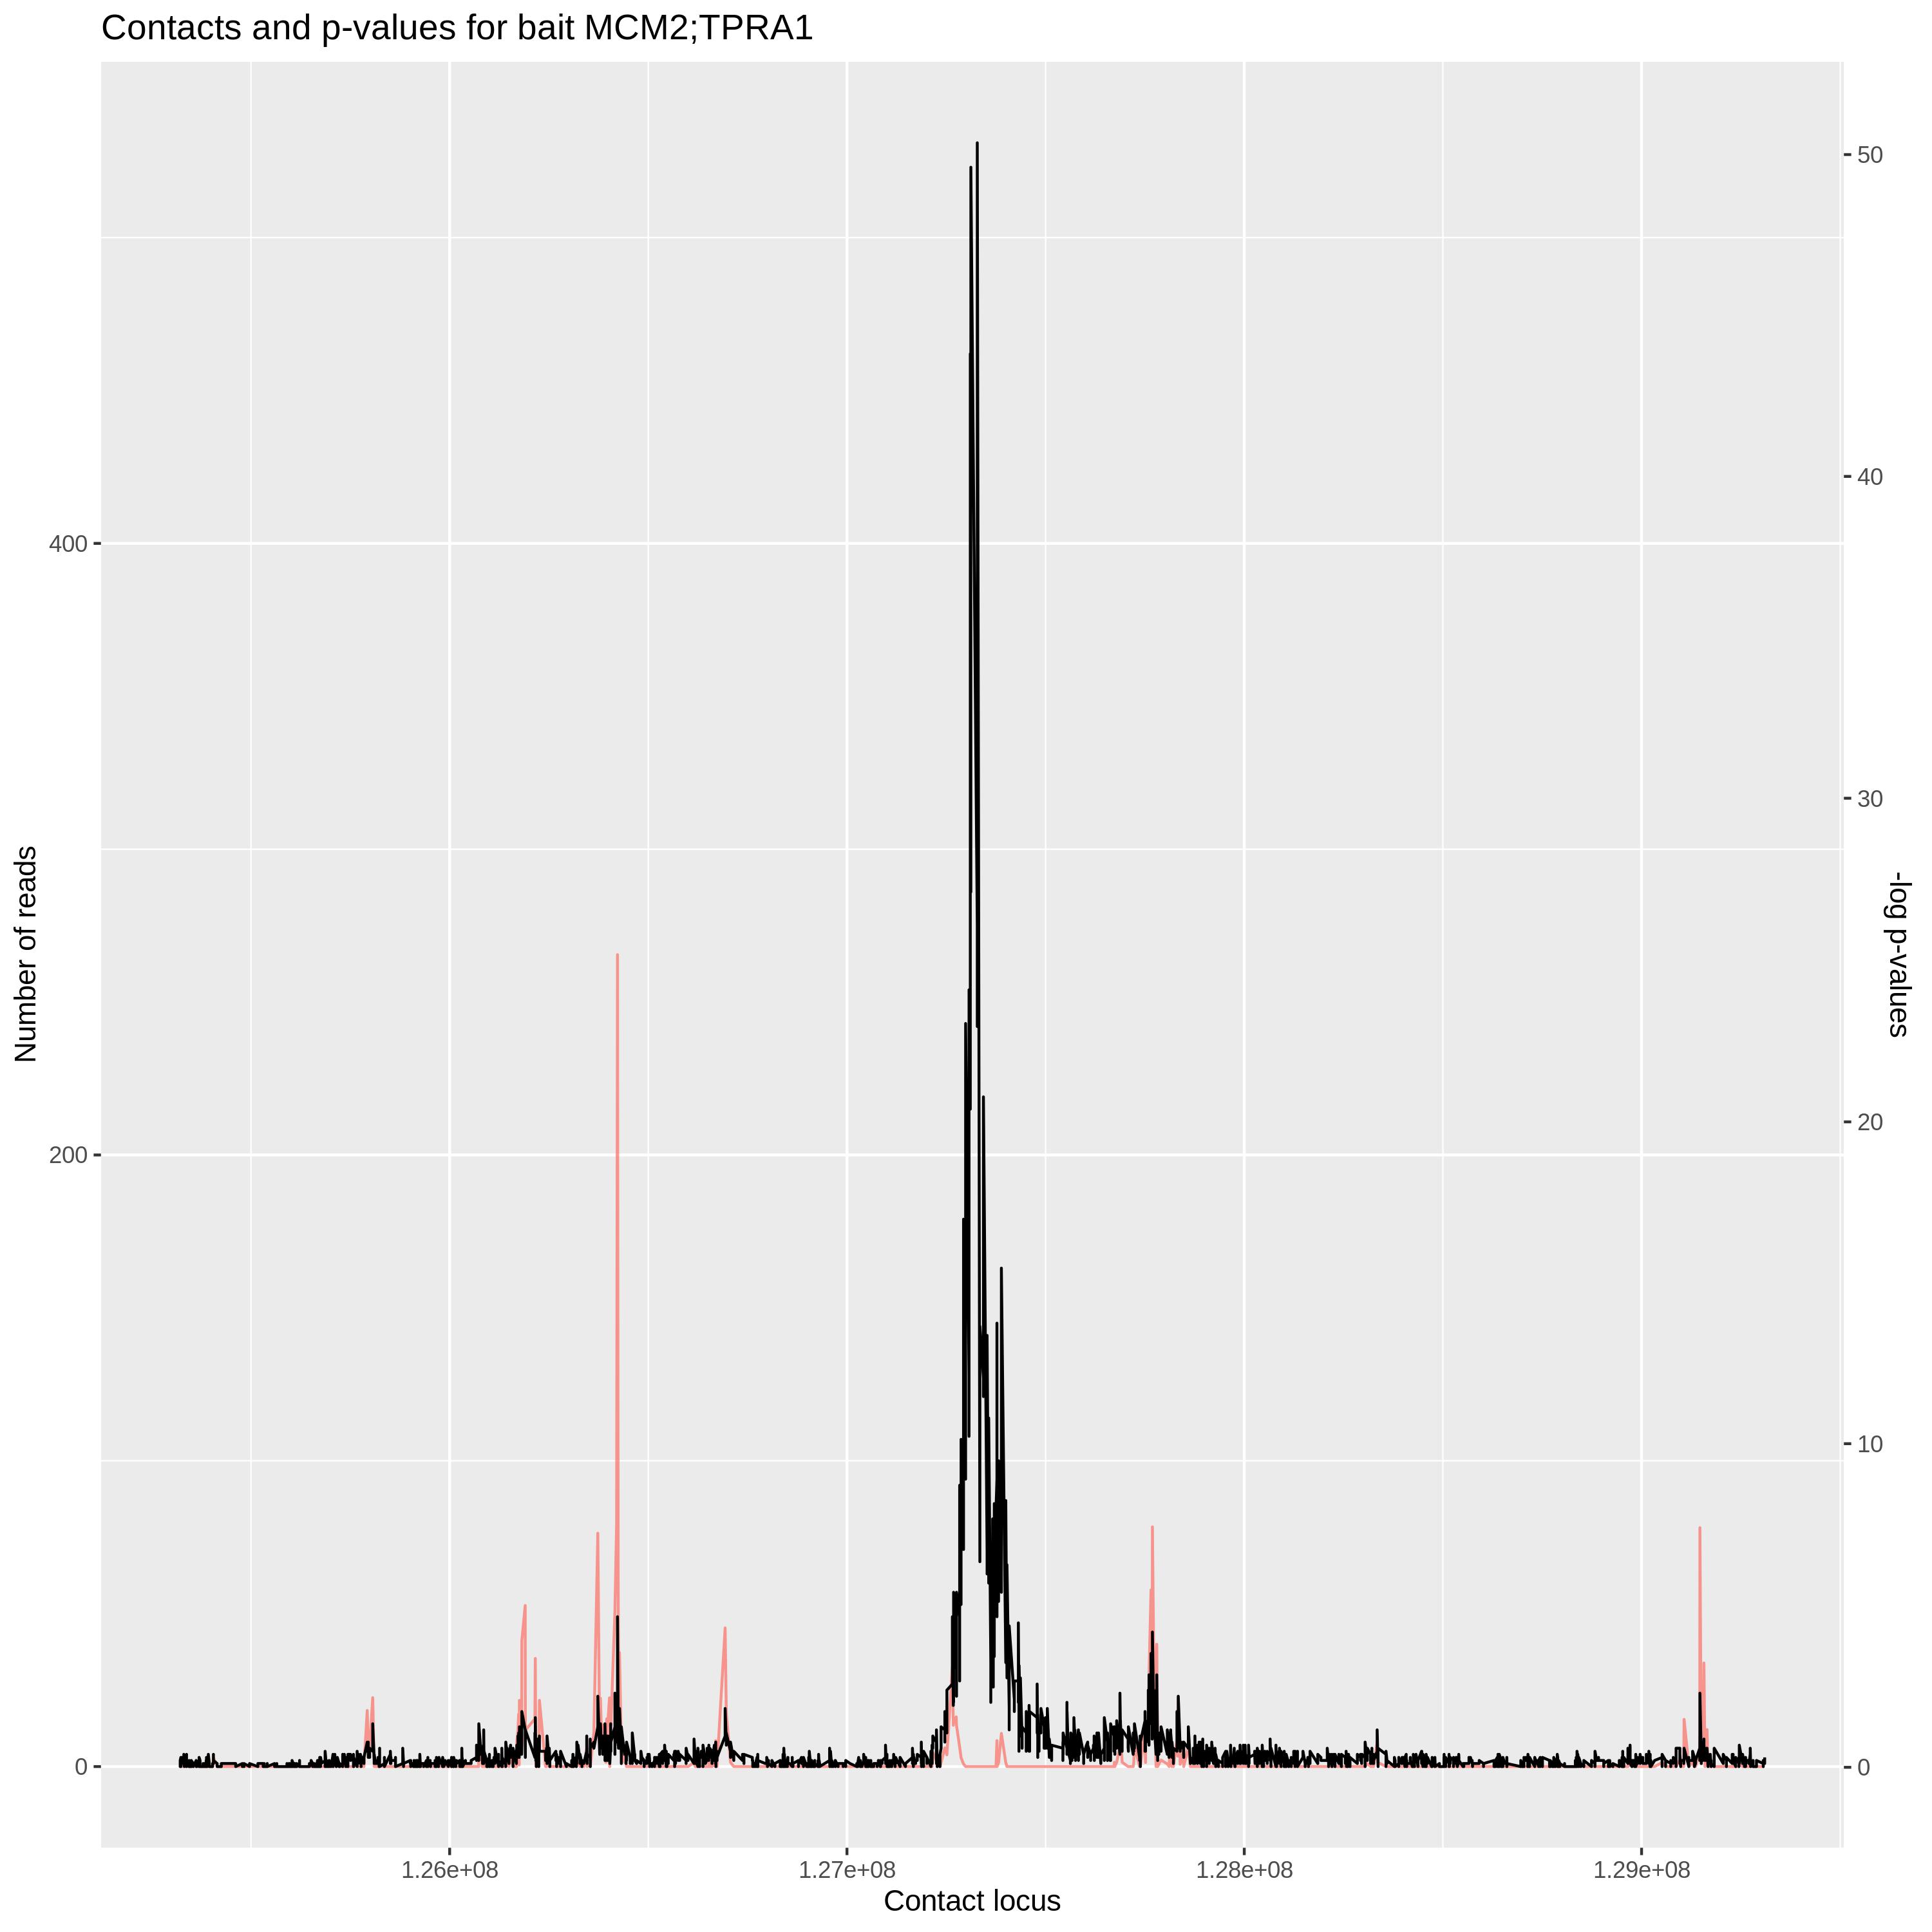 Contacts and p-values for bait MCM2;TPRA1
Number of reads
400
200
0
50
40
30
20
10
0
-log p-values
1.26e+08
1.27e+08
1.28e+08
1.29e+08
Contact locus